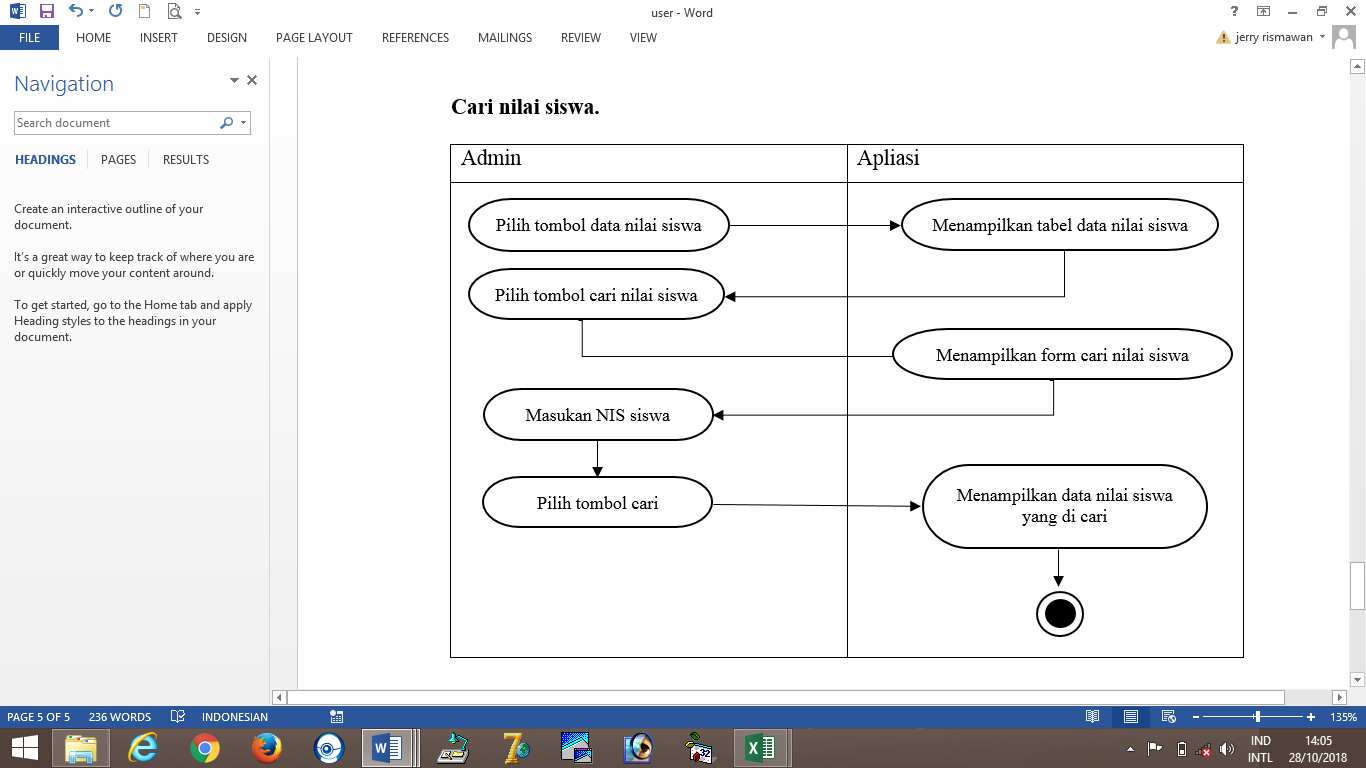 user - Word
?
FILE
HOME
INSERT
DESIGN
PAGE LAYOUT
REFERENCES
MAILINGS
REVIEW
VIEW
jerry rismawan
Navigation
Search document
HEADINGS
PAGES
RESULTS
Create an interactive outline of your
document.
It's a great way to keep track of where you are
or quickly move your content around.
To get started, go to the Home tab and apply
Heading styles to the headings in your
document.
Cari nilai siswa.
Admin
Apliasi
Pilih tombol data nilai siswa
Menampilkan tabel data nilai siswa
Pilih tombol cari nilai siswa
Menampilkan form cari nilai siswa
Masukan NIS siswa
Pilih tombol cari
Menampilkan data nilai siswa
yang di cari
PAGE 5 OF 5
236 WORDS
INDONESIAN
135%
32
IND
INTL
14:05
28/10/2018